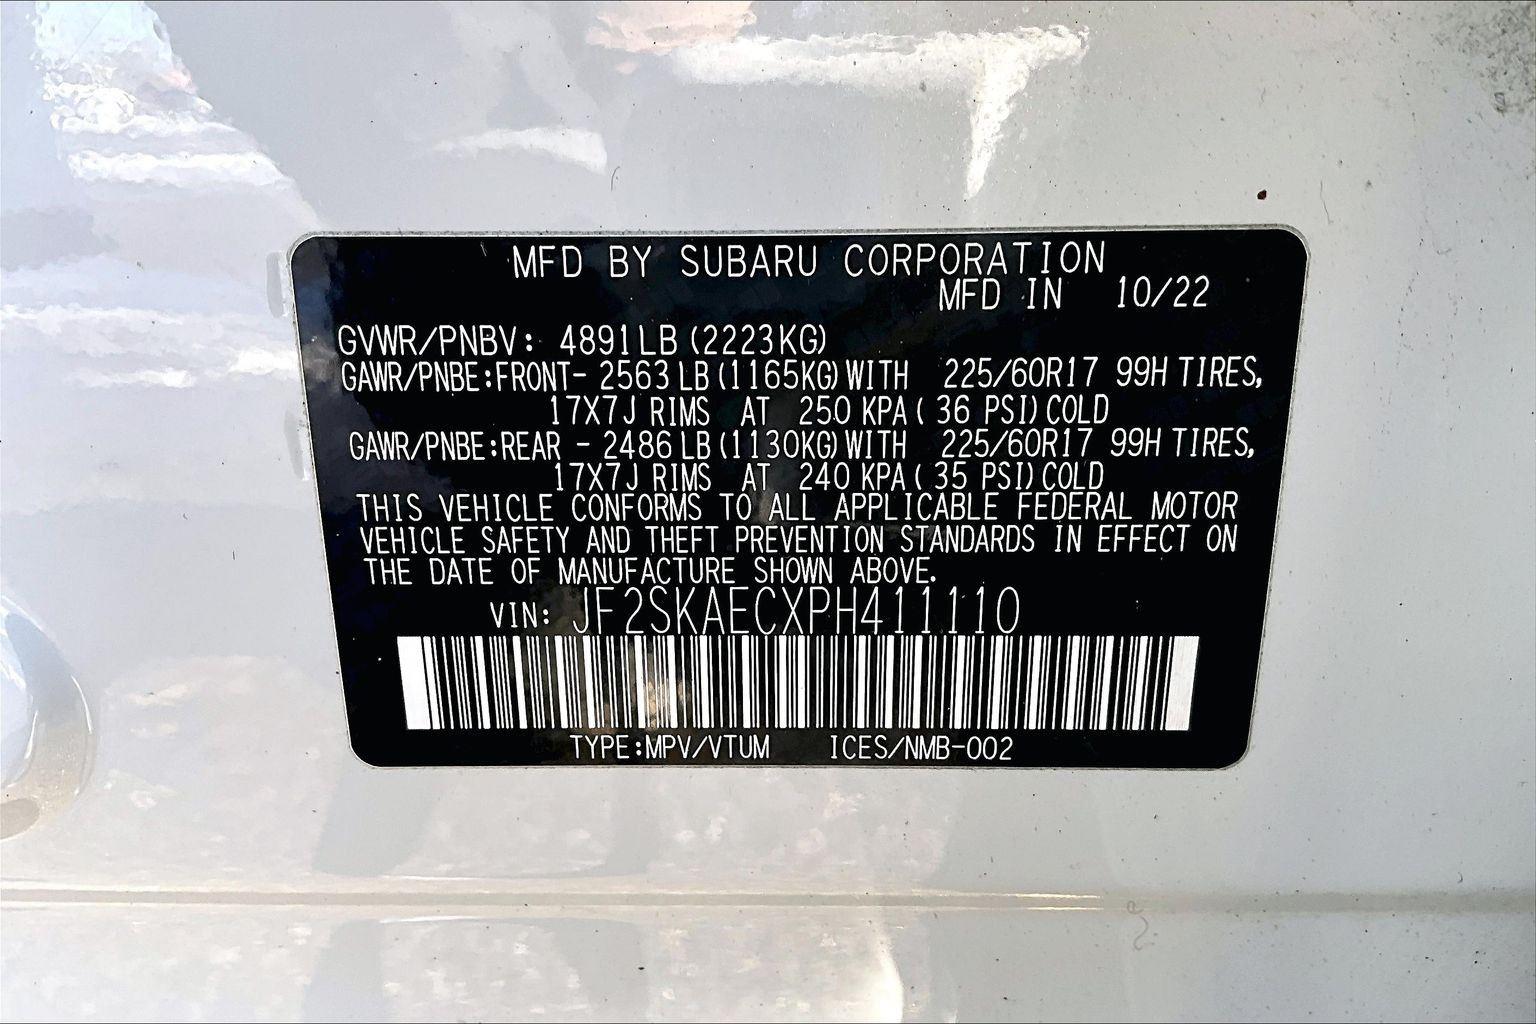 MFD BY SUBARU CORPORATION
MFD IN 10/22
GVWR/PNBV: 4891LB (2223KG)
GAWR/PNBE:FRONT- 2563 LB (1165KG) WITH 225/60R17 99H TIRES,
17X7J RIMS AT 250 KPA ( 36 PSI) COLD
GAWR/PNBE:REAR - 2486 LB (1130KG) WITH 225/60R17 99H TIRES,
17X7J RIMS AT 240 KPA ( 35 PSI) COLD
THIS VEHICLE CONFORMS TO ALL APPLICABLE FEDERAL MOTOR
VEHICLE SAFETY AND THEFT PREVENTION STANDARDS IN EFFECT ON
THE DATE OF MANUFACTURE SHOWN ABOVE.
VIN: JF2SKAECXPH411110
TYPE:MPV/VTUM ICES/NMB-002